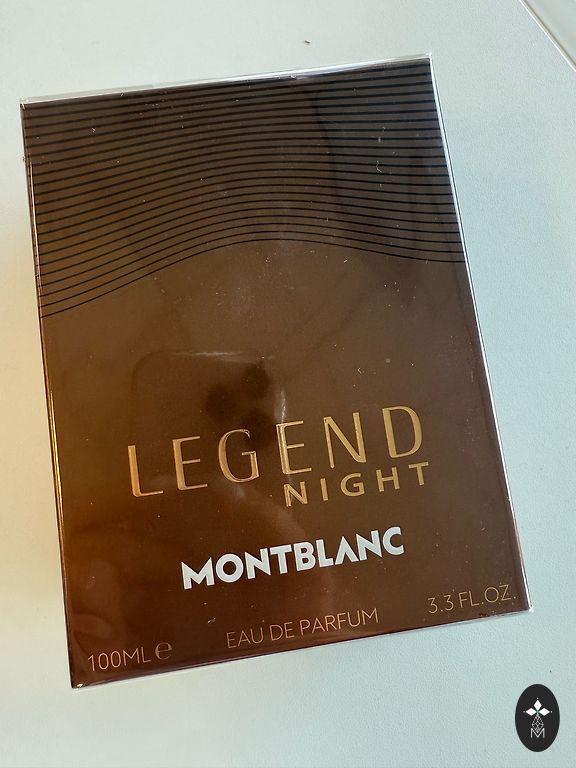 LEGEND
NIGHT
MONTBLANC
EAU DE PARFUM
100ML ℮
3.3 FL.OZ.
M